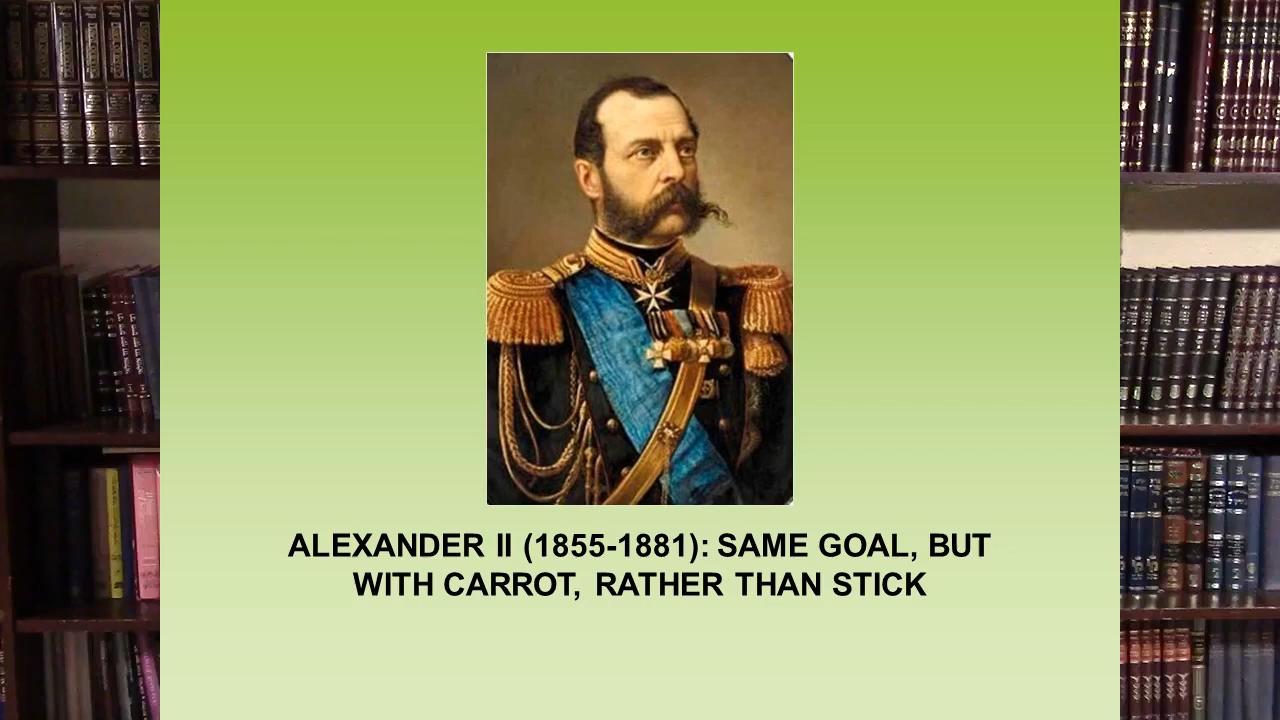 ALEXANDER II (1855-1881): SAME GOAL, BUT
WITH CARROT, RATHER THAN STICK